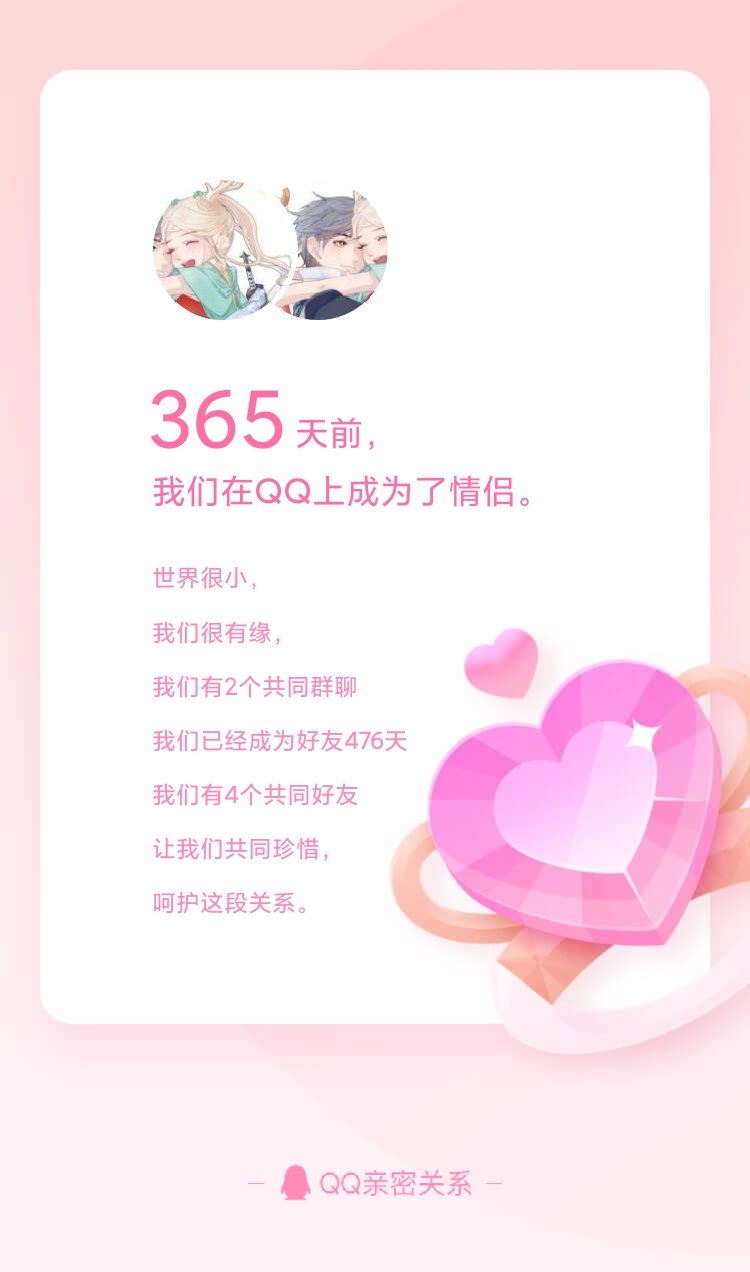 365 天前，
我们在QQ上成为了情侣。
世界很小，
我们很有缘，
我们有2个共同群聊
我们已经成为好友476天
我们有4个共同好友
让我们共同珍惜，
呵护这段关系。
QQ亲密关系